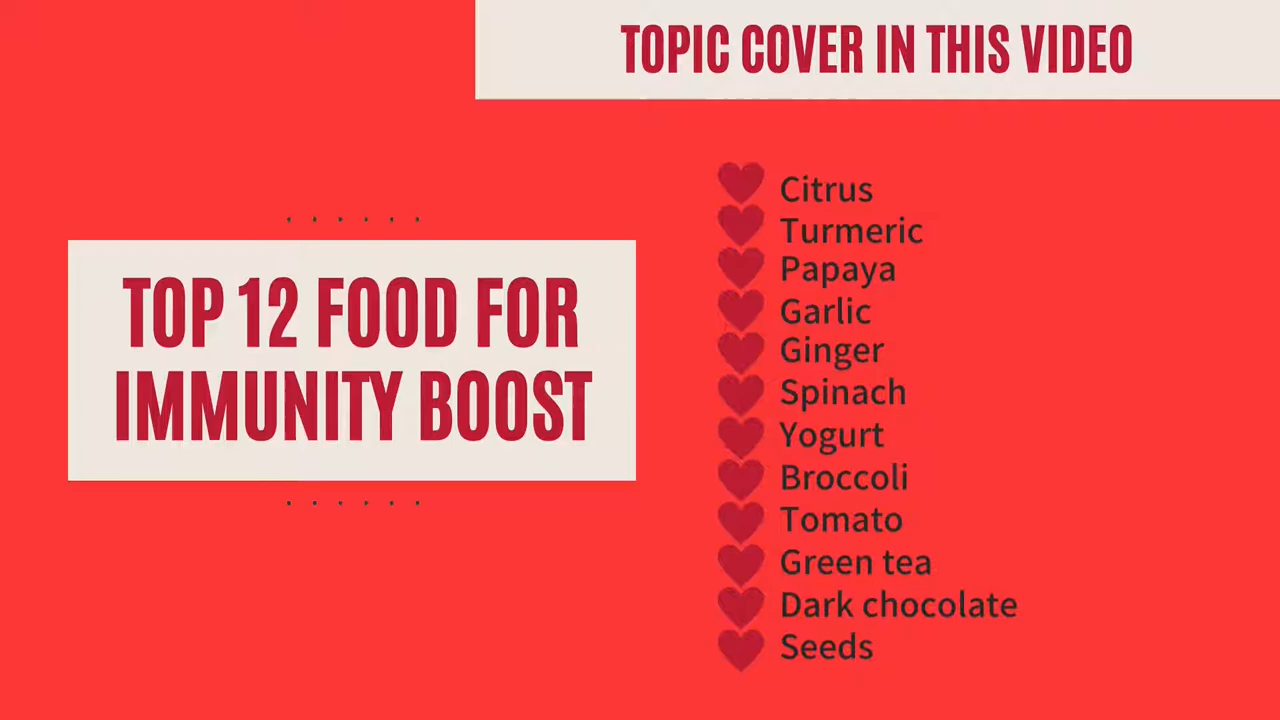 TOPIC COVER IN THIS VIDEO
TOP 12 FOOD FOR
IMMUNITY BOOST
Citrus
Turmeric
Papaya
Garlic
Ginger
Spinach
Yogurt
Broccoli
Tomato
Green tea
Dark chocolate
Seeds